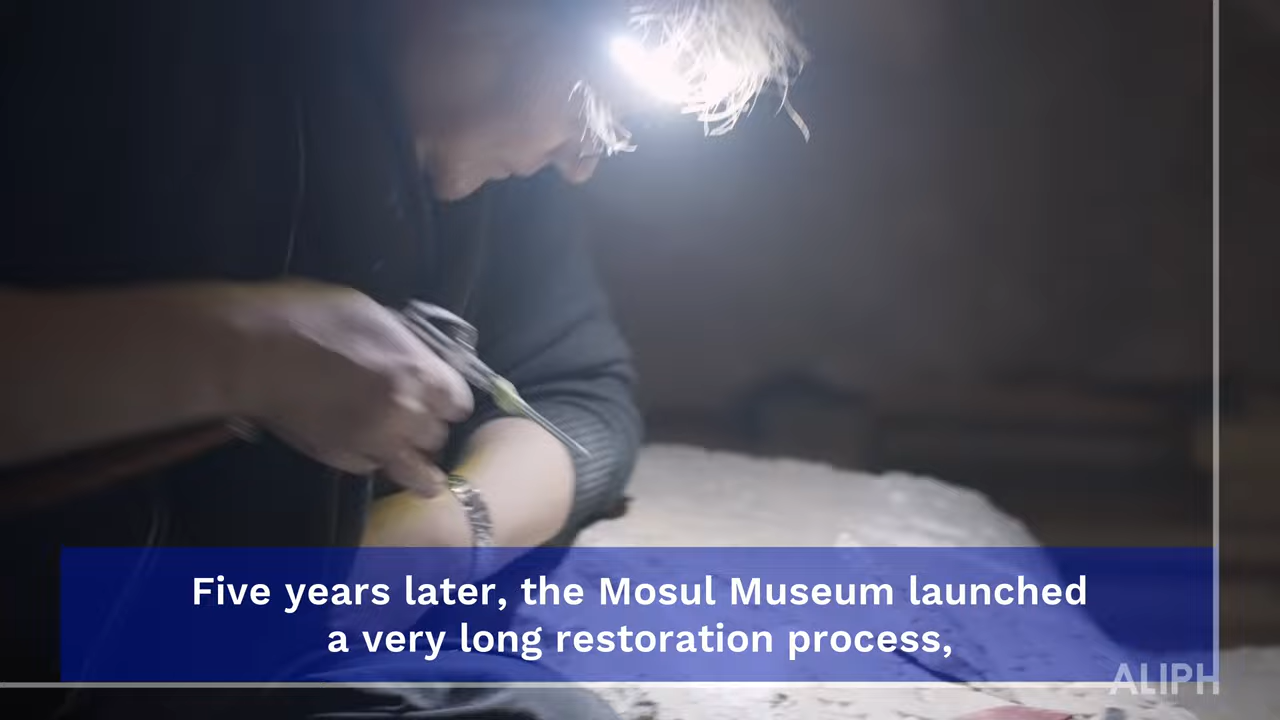 Five years later, the Mosul Museum launched
a very long restoration process,
ALIPH